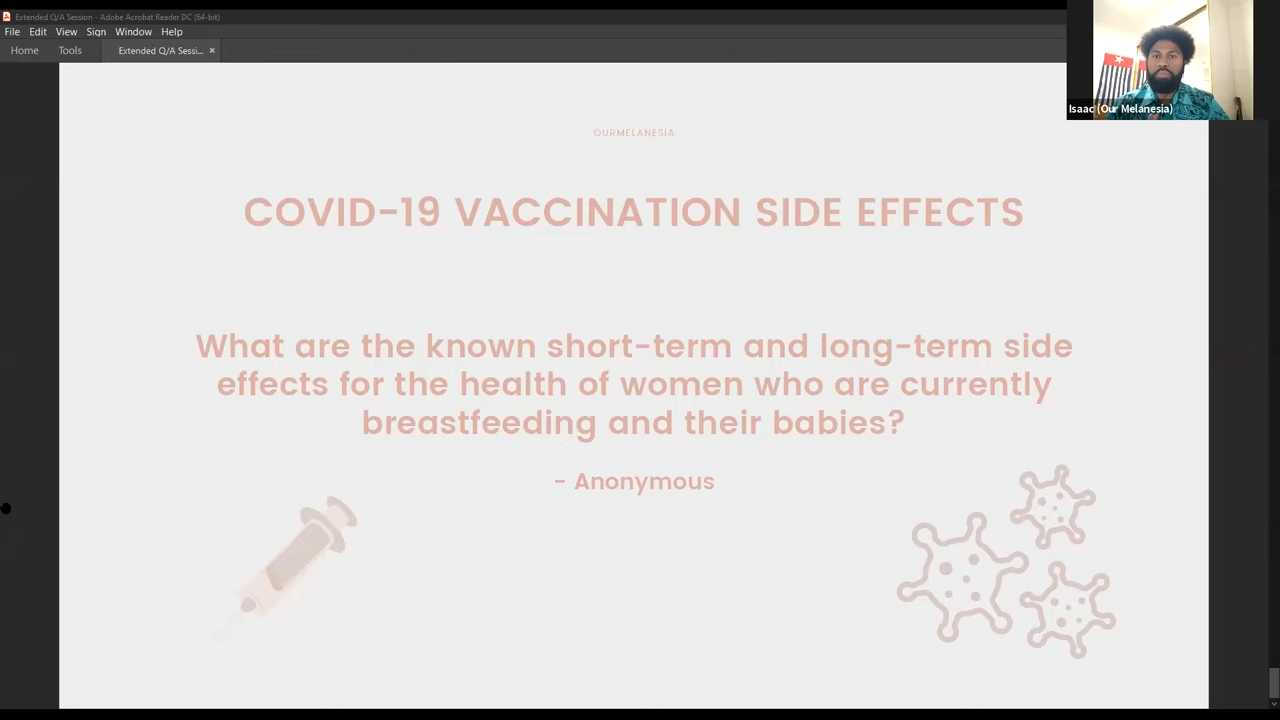 Extended Q/A Session - Adobe Acrobat Reader DC (64-bit)
File Edit View Sign Window Help
Home Tools Extended Q/A Sessi... ×
Isaac (Our Melanesia)
OURMELANESIA
COVID-19 VACCINATION SIDE EFFECTS
What are the known short-term and long-term side
effects for the health of women who are currently
breastfeeding and their babies?
- Anonymous